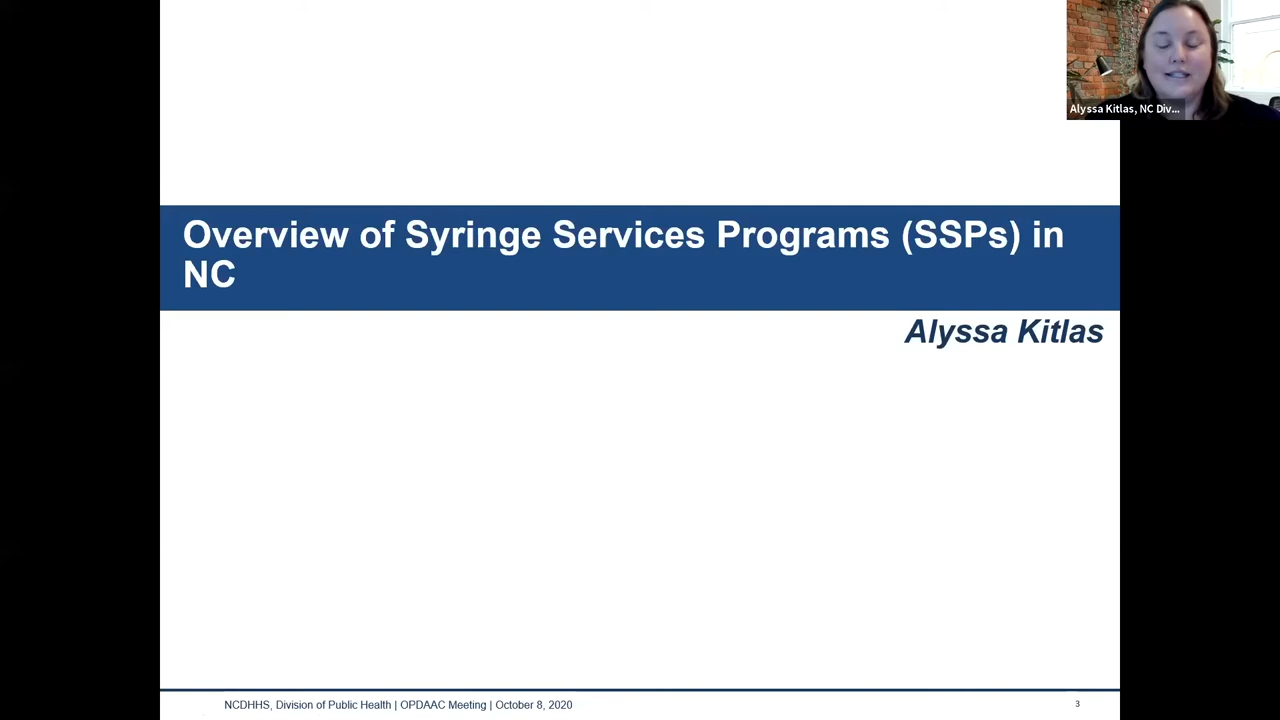 Alyssa Kitlas, NC Div...
Overview of Syringe Services Programs (SSPs) in
NC
Alyssa Kitlas
NCDHHS, Division of Public Health | OPDAAC Meeting | October 8, 2020
3